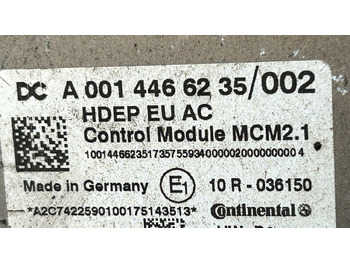 DC A 001 446 62 35/002
HDEP EU AC
Control Module MCM2.1
10014466235173575593400000200000000004
Made in Germany E1 10 R - 036150
*A2C7422590100175143513* Continental